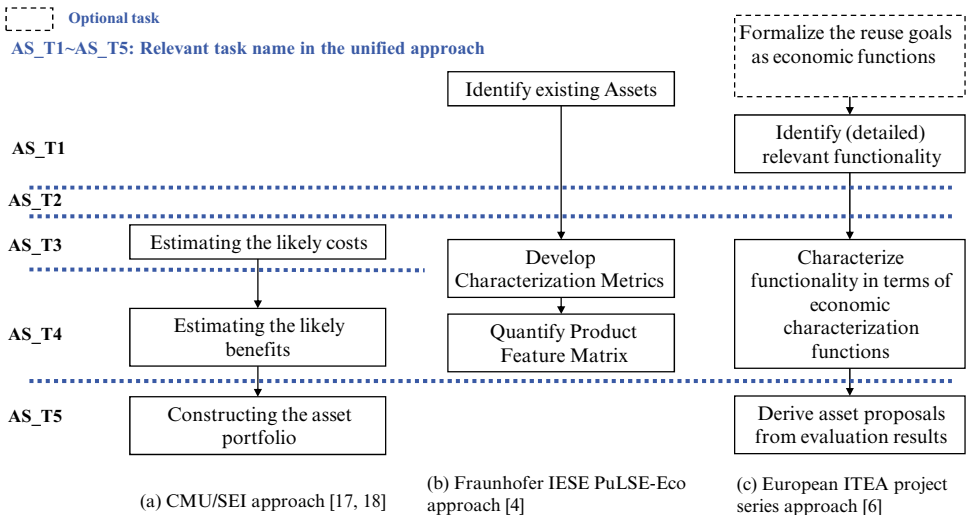 Optional task
AS_T1~AS_T5: Relevant task name in the unified approach
Formalize the reuse goals
as economic functions
Identify existing Assets
AS_T1
Identify (detailed)
relevant functionality
AS_T2
AS_T3
Estimating the likely costs
Develop
Characterization Metrics
Characterize
functionality in terms of
economic
characterization
functions
AS_T4
Estimating the likely
benefits
Quantify Product
Feature Matrix
AS_T5
Constructing the asset
portfolio
Derive asset proposals
from evaluation results
(a) CMU/SEI approach [17, 18]
(b) Fraunhofer IESE PuLSE-Eco
approach [4]
(c) European ITEA project
series approach [6]